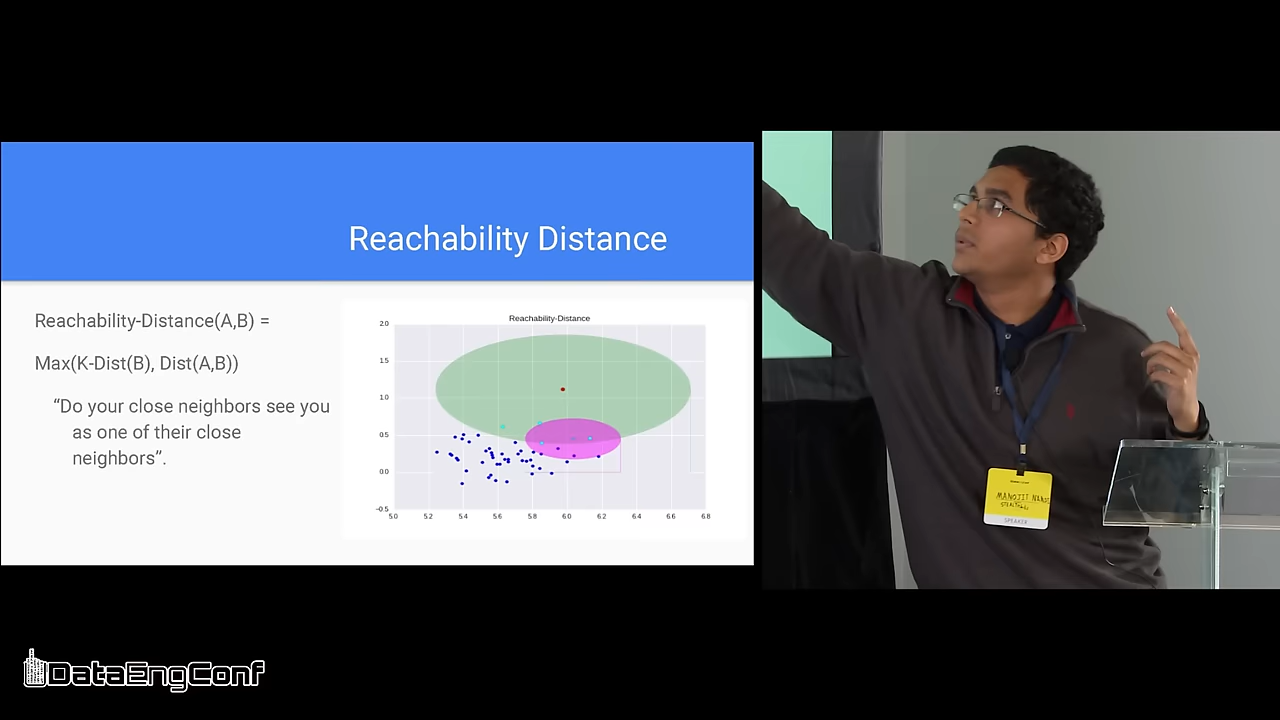 Reachability Distance
Reachability-Distance(A,B) =
Max(K-Dist(B), Dist(A,B))
“Do your close neighbors see you
as one of their close
neighbors”.
Reachability-Distance
2.0
1.5
1.0
0.5
0.0
−0.5
5.0 5.2 5.4 5.6 5.8 6.0 6.2 6.4 6.6 6.8
MANOJIT
SPEAKER
DataEngConf